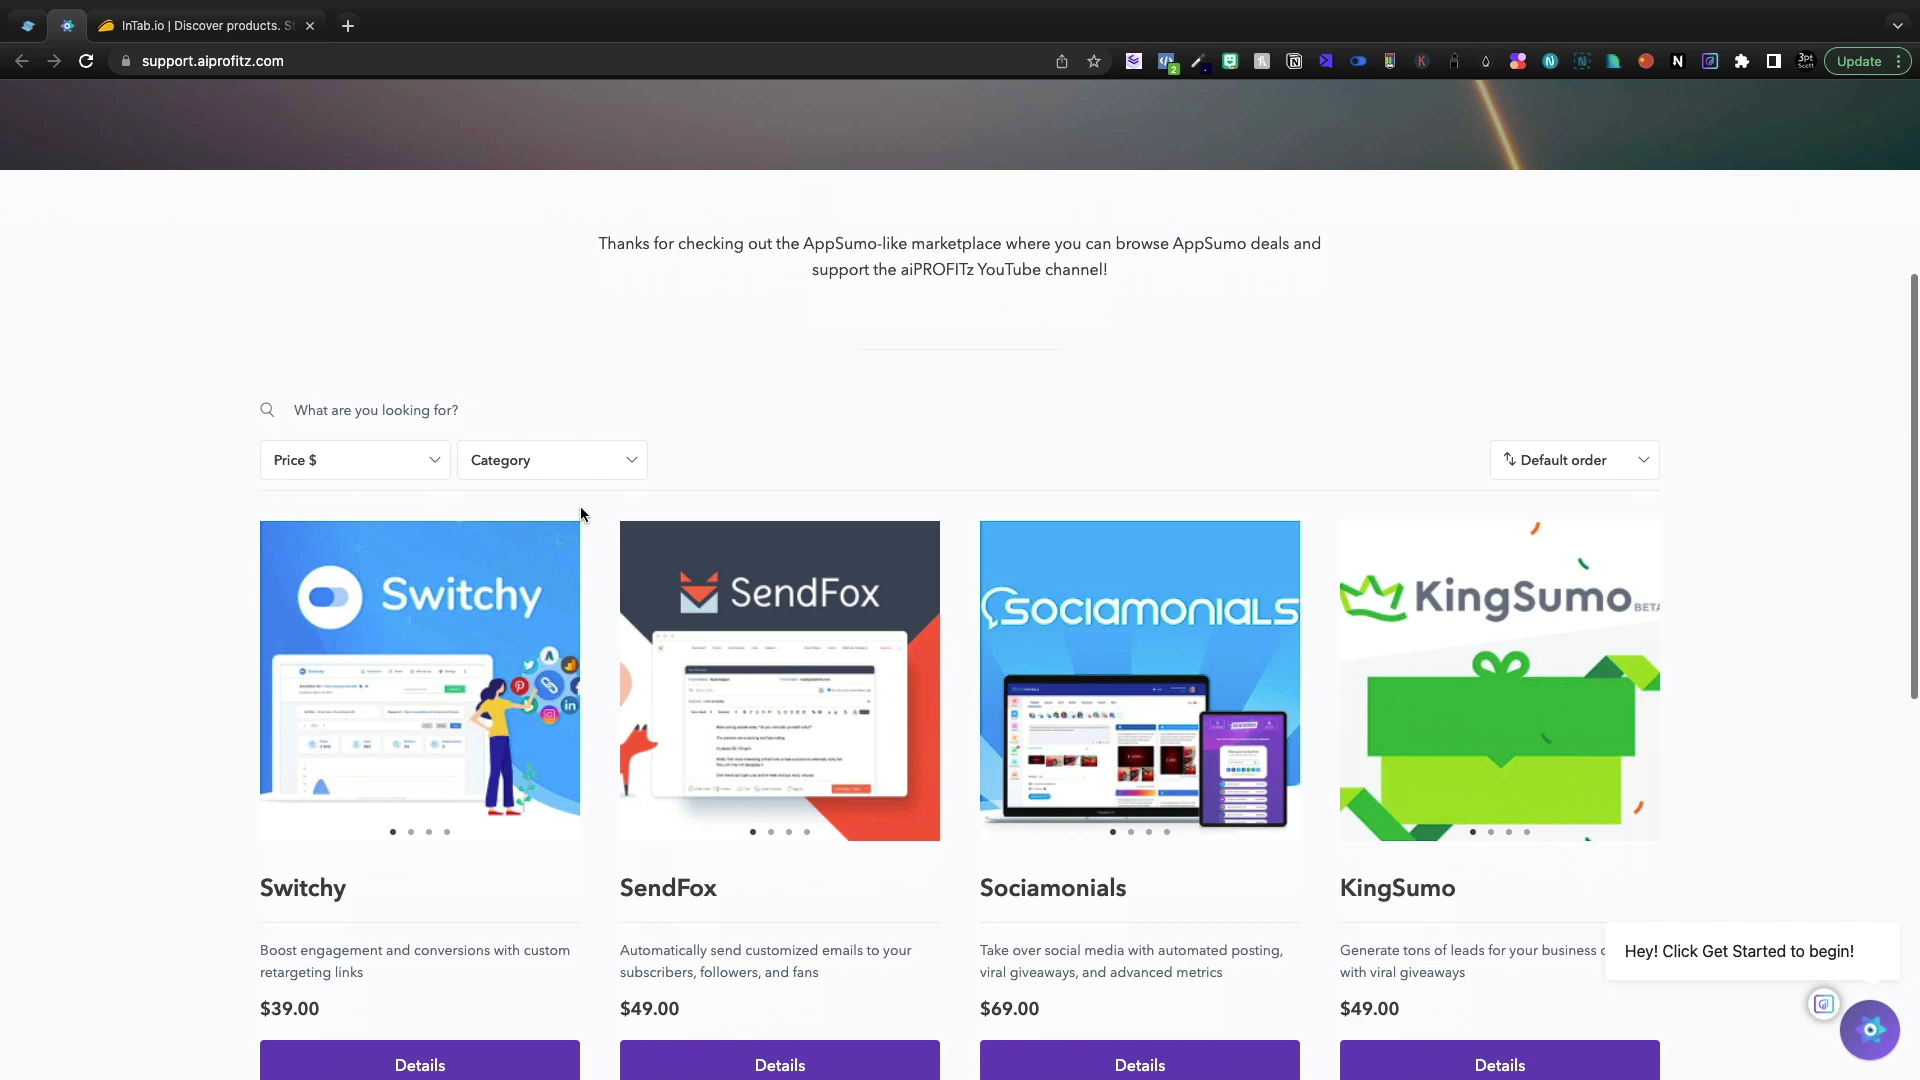 InTab.io | Discover products. St
support.aiprofitz.com
Update
Thanks for checking out the AppSumo-like marketplace where you can browse AppSumo deals and
support the aiPROFITz YouTube channel!
What are you looking for?
Price $
Category
Default order
Switchy
SendFox
SOCIAMONIALS
KingSumo BETA
Switchy
SendFox
Sociamonials
KingSumo
Boost engagement and conversions with custom
retargeting links
Automatically send customized emails to your
subscribers, followers, and fans
Take over social media with automated posting,
viral giveaways, and advanced metrics
Generate tons of leads for your business
with viral giveaways
Hey! Click Get Started to begin!
$39.00
$49.00
$69.00
$49.00
Details
Details
Details
Details